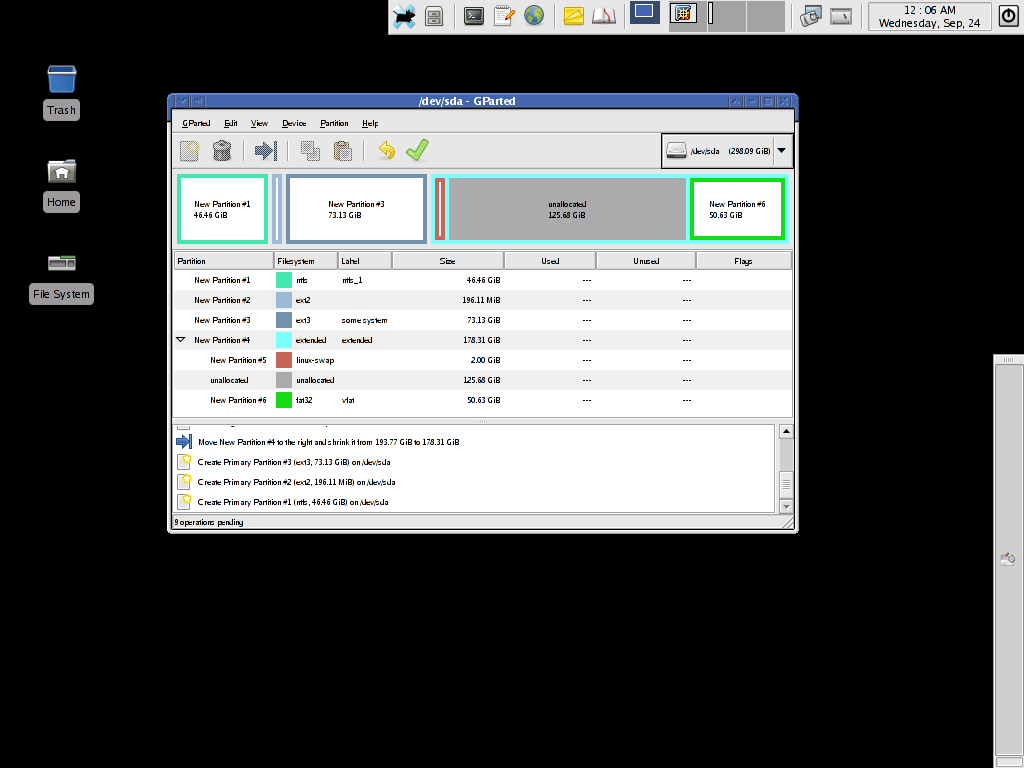 12 : 06 AM
Wednesday, Sep, 24
Trash
Home
File System
/dev/sda - GParted
GParted Edit View Device Partition Help
/dev/sda (298.09 GiB)
New Partition #1
46.46 GiB
New Partition #3
73.13 GiB
unallocated
125.68 GiB
New Partition #6
50.63 GiB
Partition Filesystem Label Size Used Unused Flags
New Partition #1 ntfs ntfs_1 46.46 GiB --- ---
New Partition #2 ext2 196.11 MiB --- ---
New Partition #3 ext3 some system 73.13 GiB --- ---
New Partition #4 extended extended 178.31 GiB --- ---
New Partition #5 linux-swap 2.00 GiB --- ---
unallocated unallocated 125.68 GiB --- ---
New Partition #6 fat32 vfat 50.63 GiB --- ---
Move New Partition #4 to the right and shrink it from 193.77 GiB to 178.31 GiB
Create Primary Partition #3 (ext3, 73.13 GiB) on /dev/sda
Create Primary Partition #2 (ext2, 196.11 MiB) on /dev/sda
Create Primary Partition #1 (ntfs, 46.46 GiB) on /dev/sda
9 operations pending